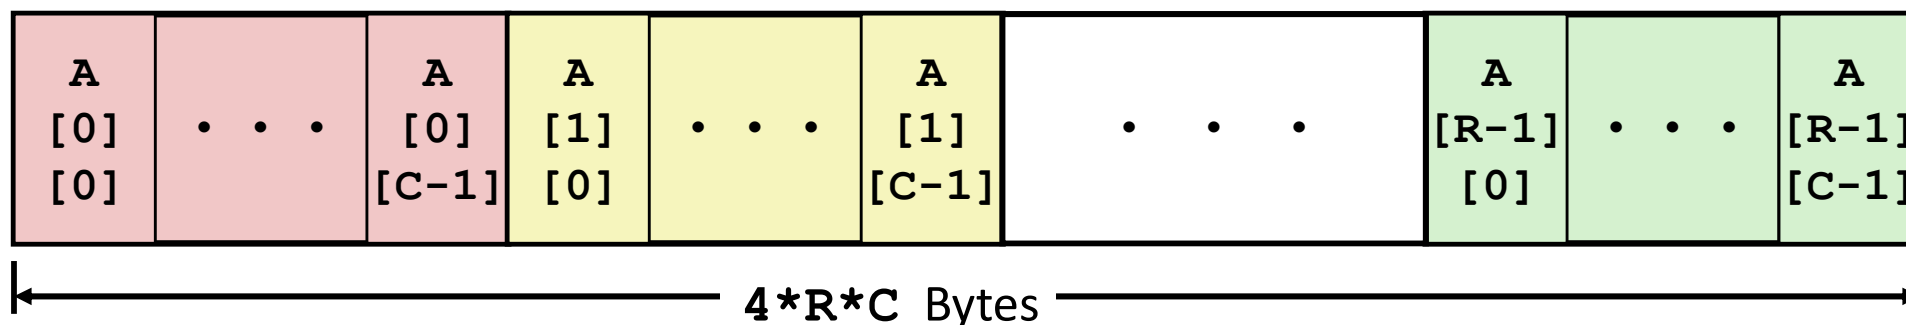 A
[0]
[0]
• • •
A
[0]
[C-1]
A
[1]
[0]
• • •
A
[1]
[C-1]
• • •
A
[R-1]
[0]
• • •
A
[R-1]
[C-1]
4*R*C Bytes